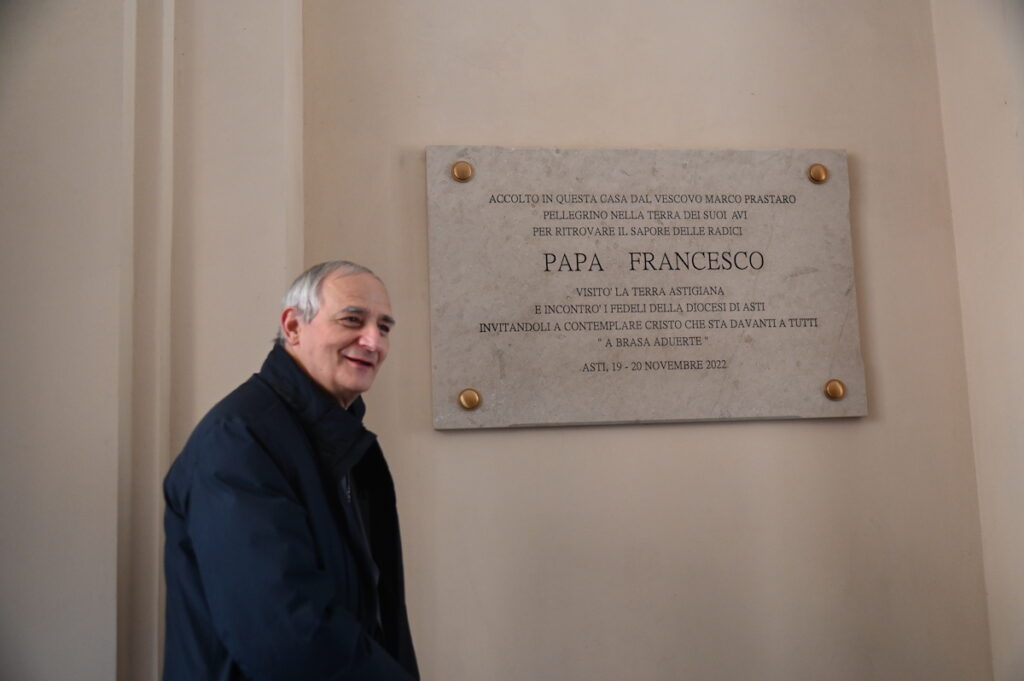 ACCOLTO IN QUESTA CASA DAL VESCOVO MARCO PRASTARO
PELLEGRINO NELLA TERRA DEI SUOI AVI
PER RITROVARE IL SAPORE DELLE RADICI
PAPA FRANCESCO
VISITO' LA TERRA ASTIGIANA
E INCONTRO' I FEDELI DELLA DIOCESI DI ASTI
INVITANDOLI A CONTEMPLARE CRISTO CHE STA DAVANTI A TUTTI
" A BRASA ADUERTE "
ASTI, 19 - 20 NOVEMBRE 2022